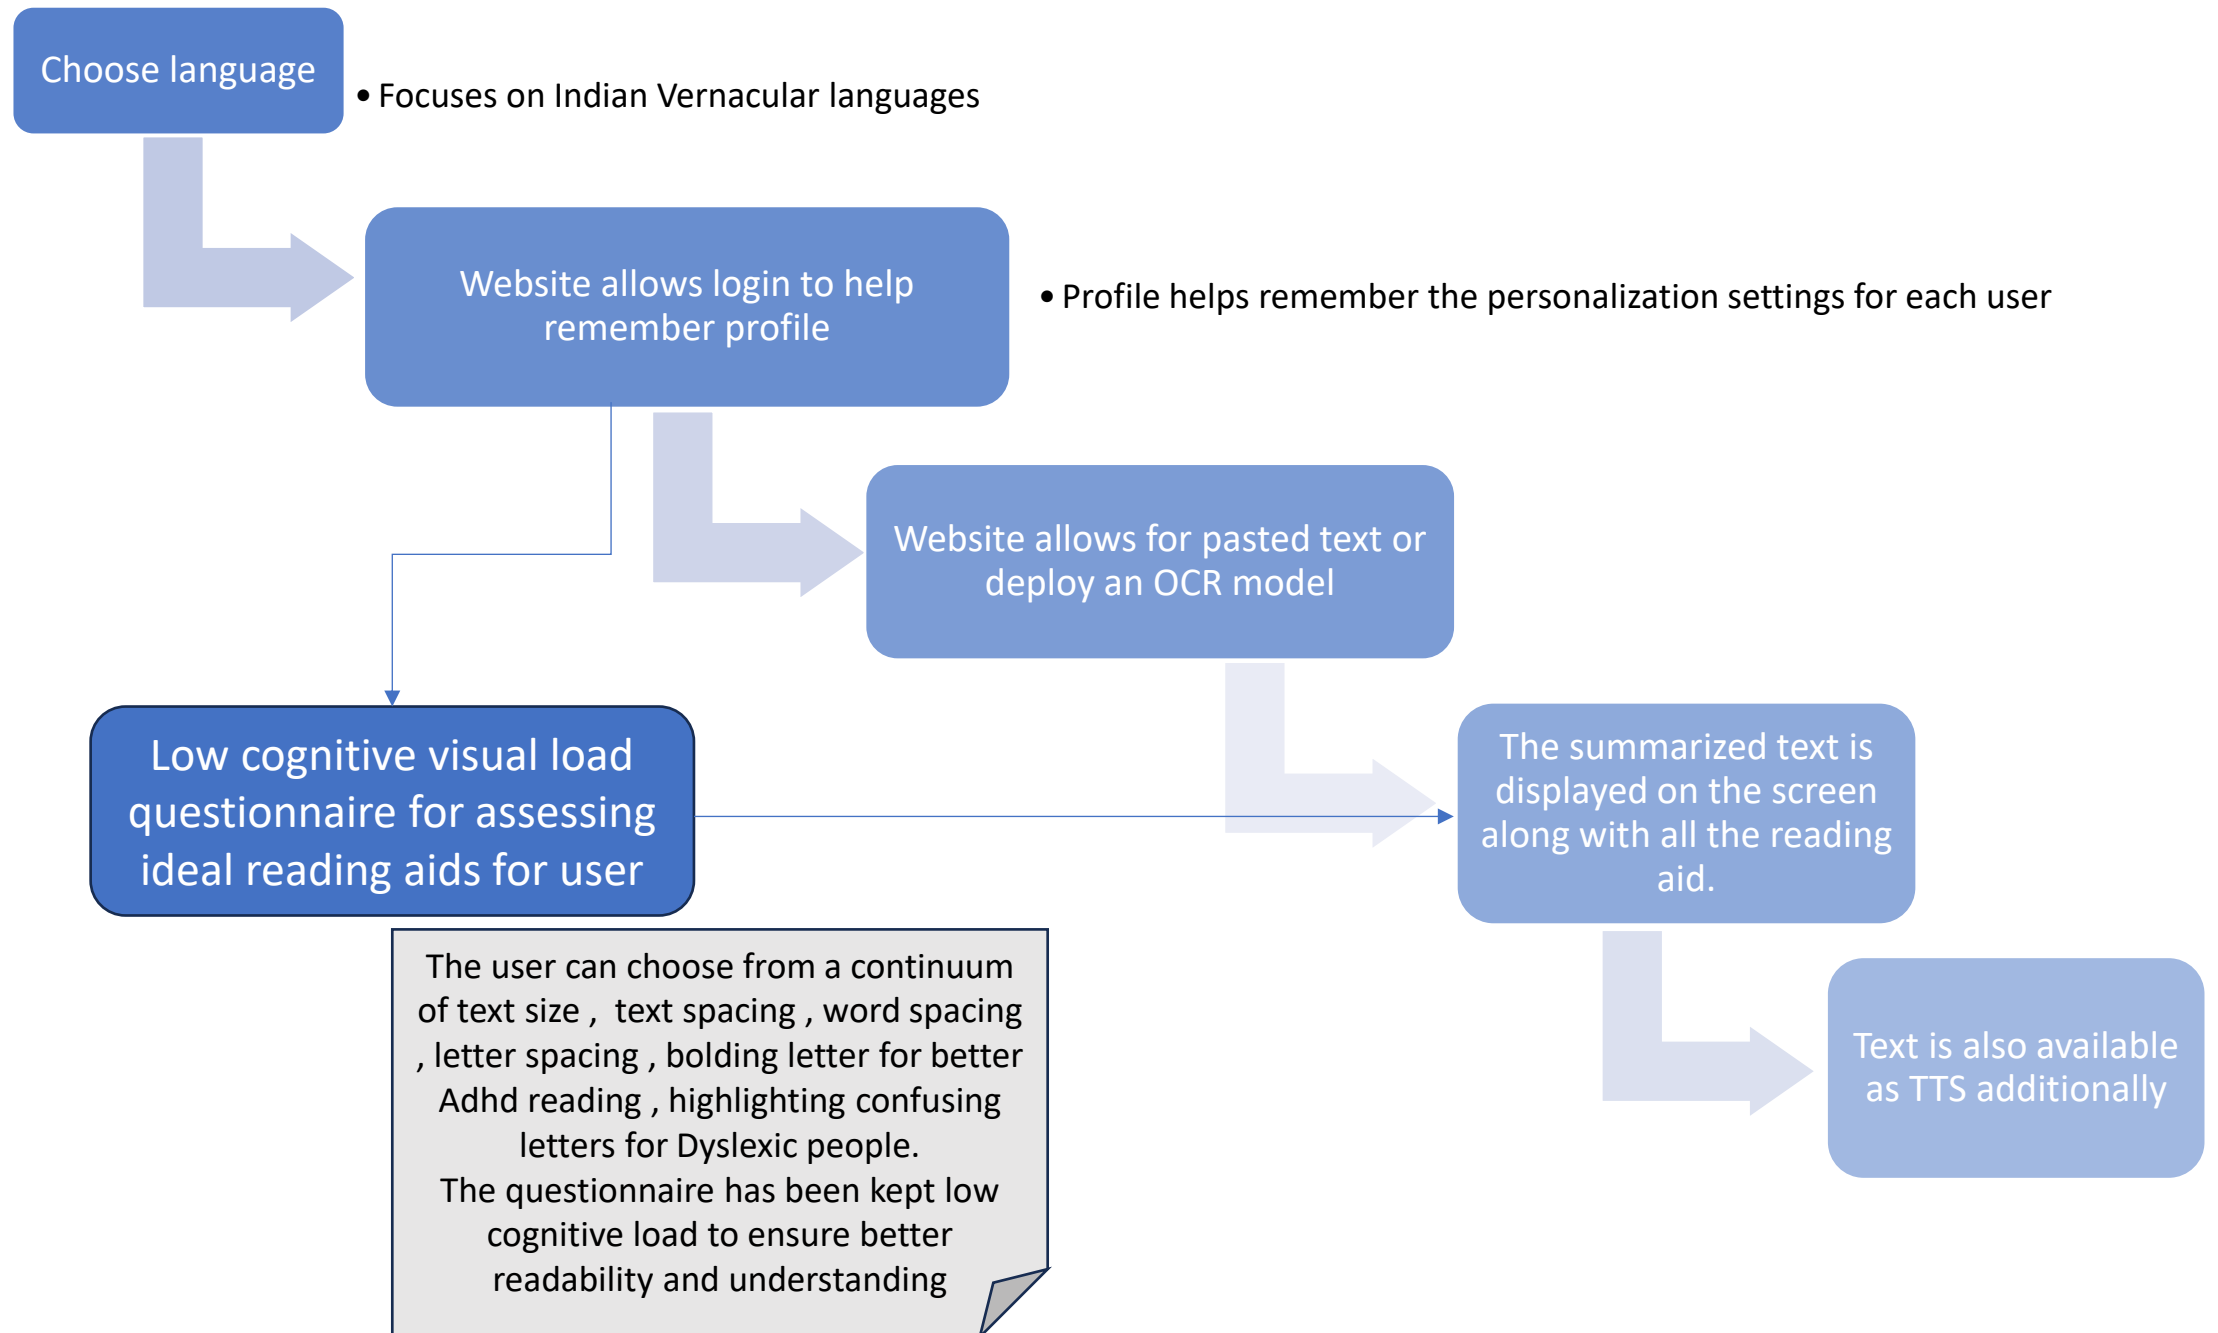 Choose language
• Focuses on Indian Vernacular languages
Website allows login to help
remember profile
• Profile helps remember the personalization settings for each user
Website allows for pasted text or
deploy an OCR model
Low cognitive visual load
questionnaire for assessing
ideal reading aids for user
The summarized text is
displayed on the screen
along with all the reading
aid.
The user can choose from a continuum
of text size ,  text spacing , word spacing
, letter spacing , bolding letter for better
Adhd reading , highlighting confusing
letters for Dyslexic people.
The questionnaire has been kept low
cognitive load to ensure better
readability and understanding
Text is also available
as TTS additionally